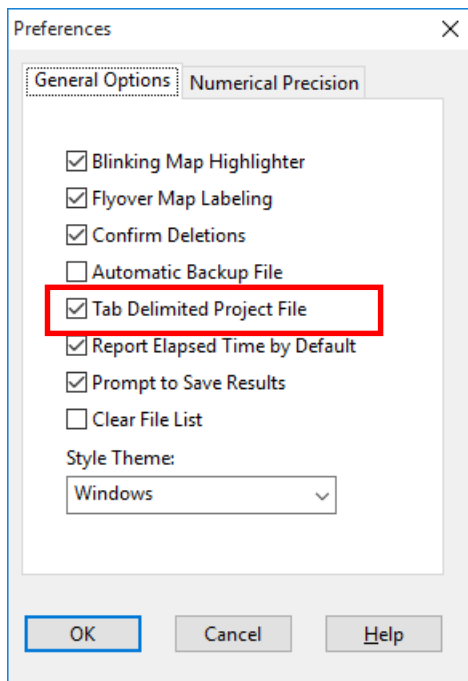 Preferences
General Options Numerical Precision
Blinking Map Highlighter
Flyover Map Labeling
Confirm Deletions
Automatic Backup File
Tab Delimited Project File
Report Elapsed Time by Default
Prompt to Save Results
Clear File List
Style Theme:
Windows
OK Cancel Help